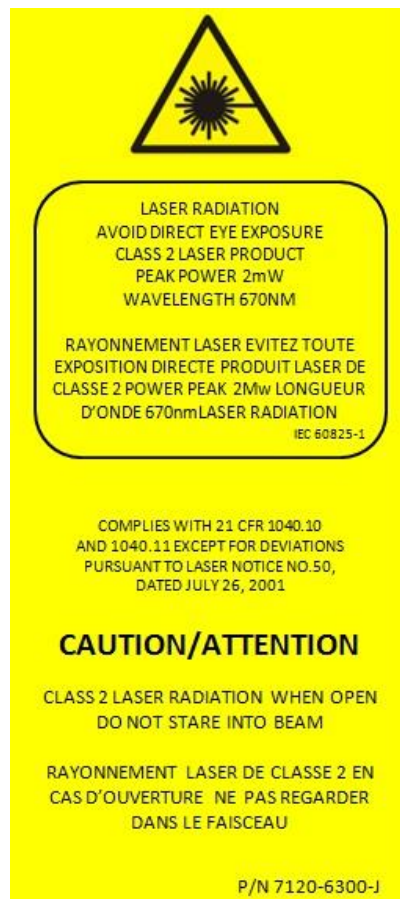 LASER RADIATION
AVOID DIRECT EYE EXPOSURE
CLASS 2 LASER PRODUCT
PEAK POWER 2mW
WAVELENGTH 670NM
RAYONNEMENT LASER EVITEZ TOUTE
EXPOSITION DIRECTE PRODUIT LASER DE
CLASSE 2 POWER PEAK 2Mw LONGUEUR
D'ONDE 670nmLASER RADIATION
IEC 60825-1
COMPLIES WITH 21 CFR 1040.10
AND 1040.11 EXCEPT FOR DEVIATIONS
PURSUANT TO LASER NOTICE NO.50,
DATED JULY 26, 2001
CAUTION/ATTENTION
CLASS 2 LASER RADIATION WHEN OPEN
DO NOT STARE INTO BEAM
RAYONNEMENT LASER DE CLASSE 2 EN
CAS D'OUVERTURE NE PAS REGARDER
DANS LE FAISCEAU
P/N 7120-6300-J